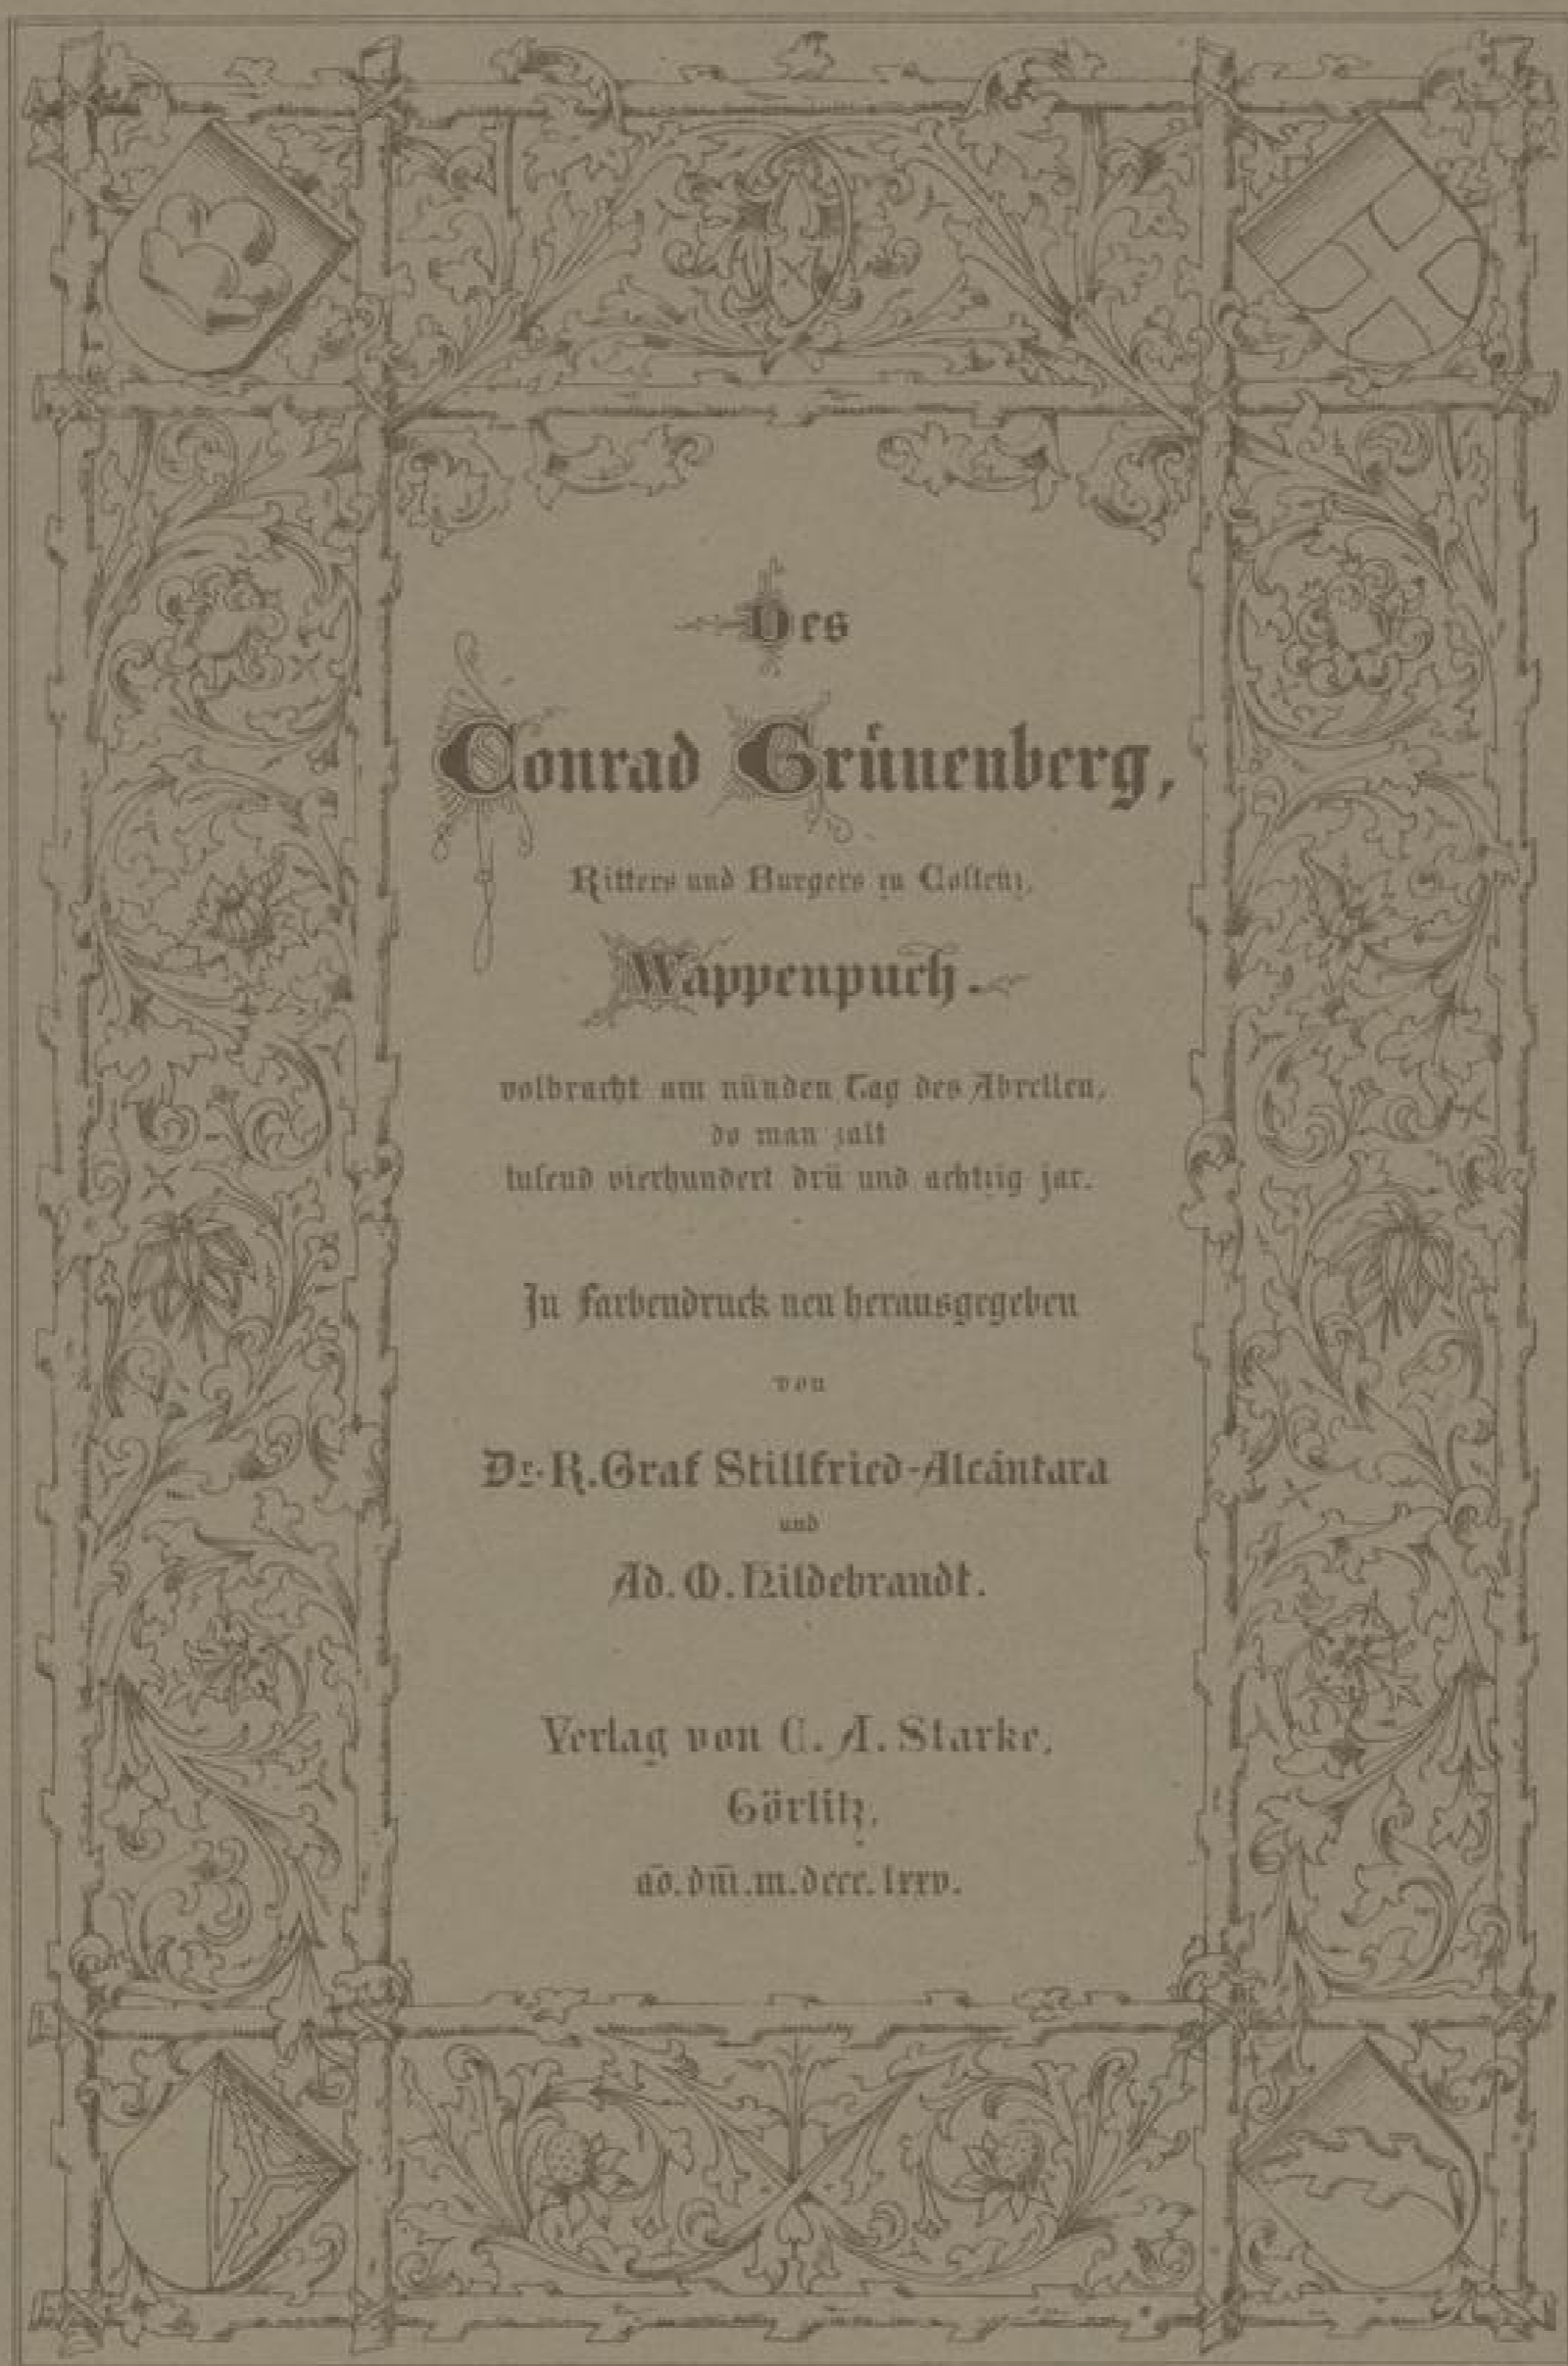 Des
Conrad Grünenberg,
Ritters und Burgers zu Costentz,
Wappenpuch.
volbracht am nünden Tag des Abrellen,
do man zalt
tusend vierhundert drü und achtzig jar.
In Farbendruck neu herausgegeben
von
Dr. R. Graf Stillfried-Alcántara
und
Ad. M. Hildebrandt.
Verlag von C. A. Starke,
Görlitz,
ao. dm̄. m. dccc. lxxv.